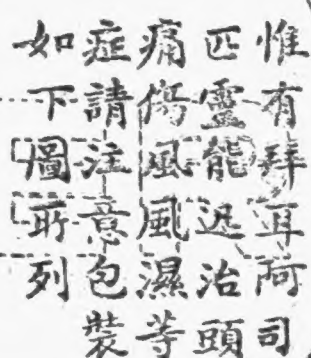 惟有拜耳阿司
匹靈能迅治頭
痛傷風風濕等
症請注意包裝
如下圖所列